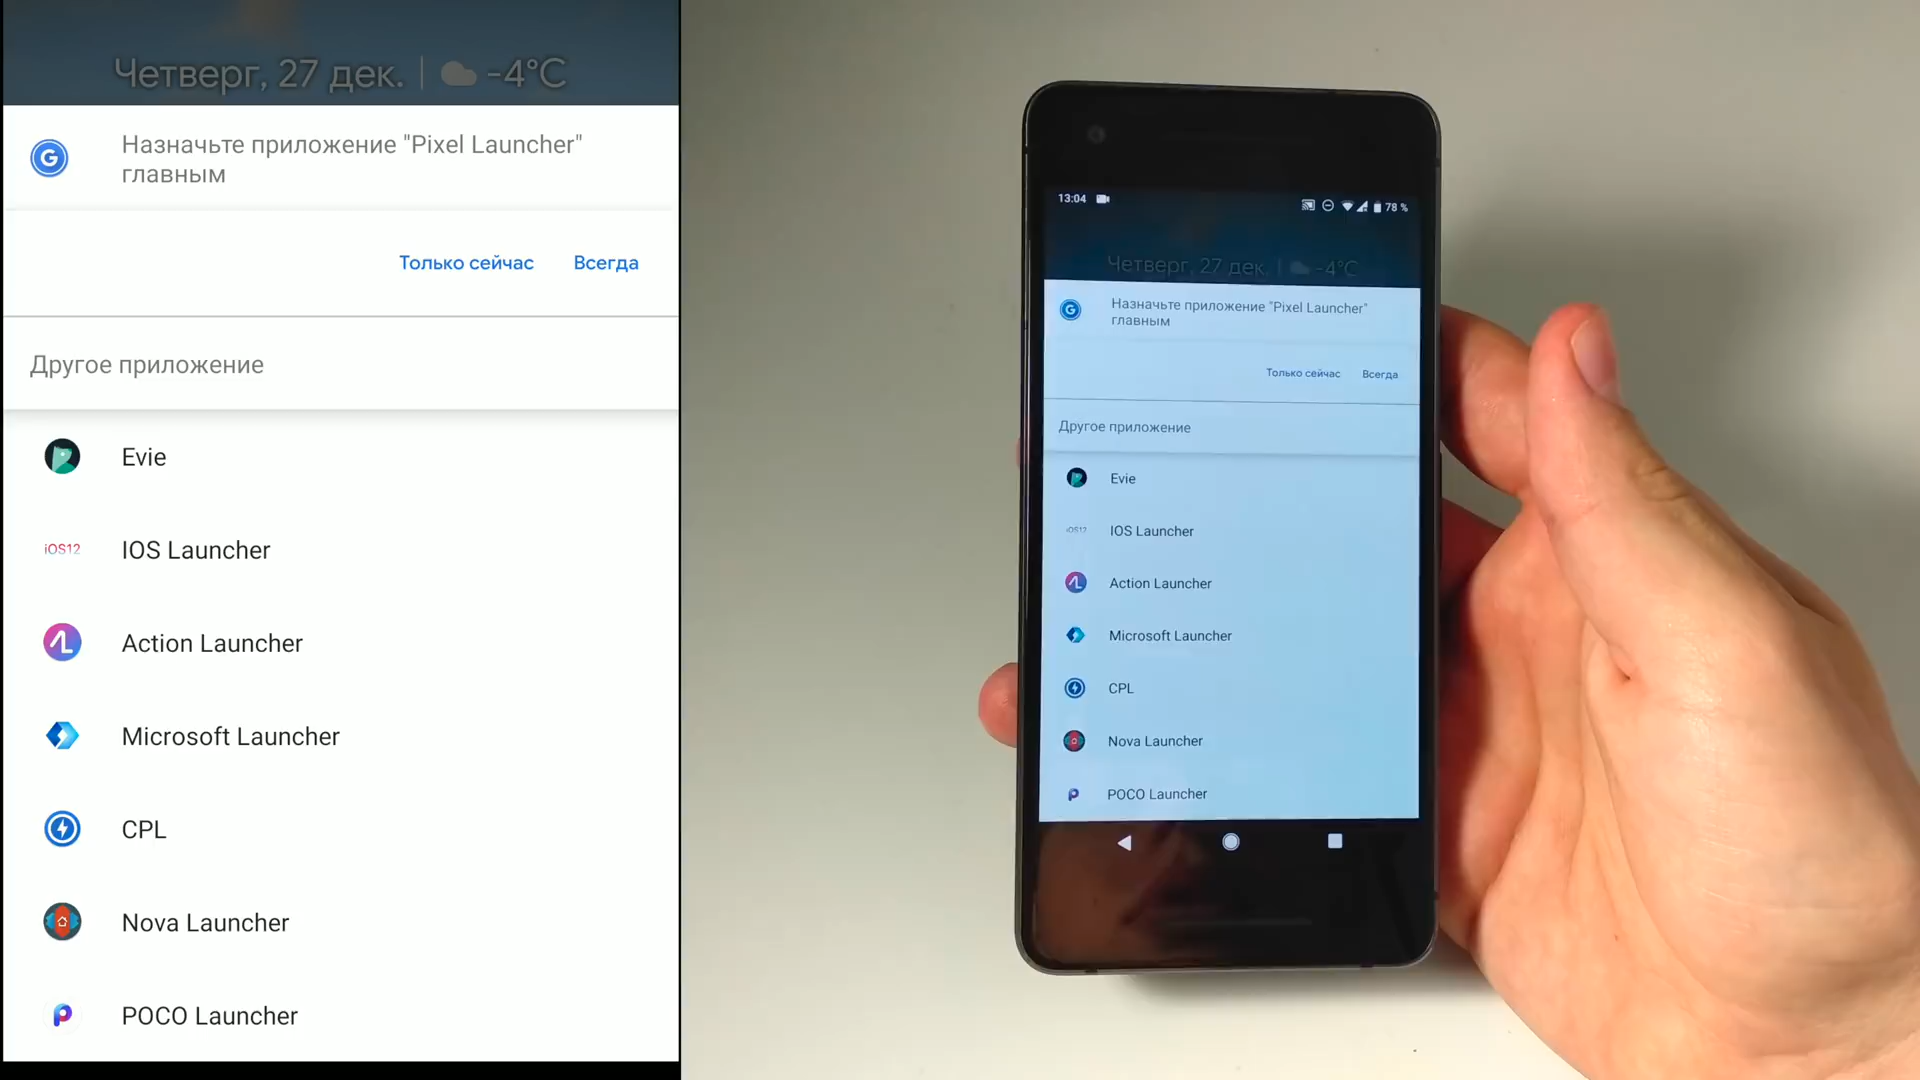 Четверг, 27 дек. | -4°C
Назначьте приложение "Pixel Launcher"
главным
Только сейчас Всегда
Другое приложение
Evie
iOS12 IOS Launcher
Action Launcher
Microsoft Launcher
CPL
Nova Launcher
POCO Launcher
13:04 78 %
Четверг, 27 дек. | -4°C
Назначьте приложение "Pixel Launcher"
главным
Только сейчас Всегда
Другое приложение
Evie
iOS12 IOS Launcher
Action Launcher
Microsoft Launcher
CPL
Nova Launcher
POCO Launcher